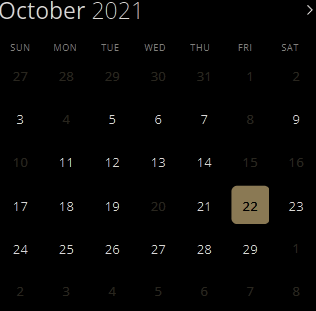 October 2021
SUN MON TUE WED THU FRI SAT
27 28 29 30 31 1 2
3 4 5 6 7 8 9
10 11 12 13 14 15 16
17 18 19 20 21 22 23
24 25 26 27 28 29 1
2 3 4 5 6 7 8